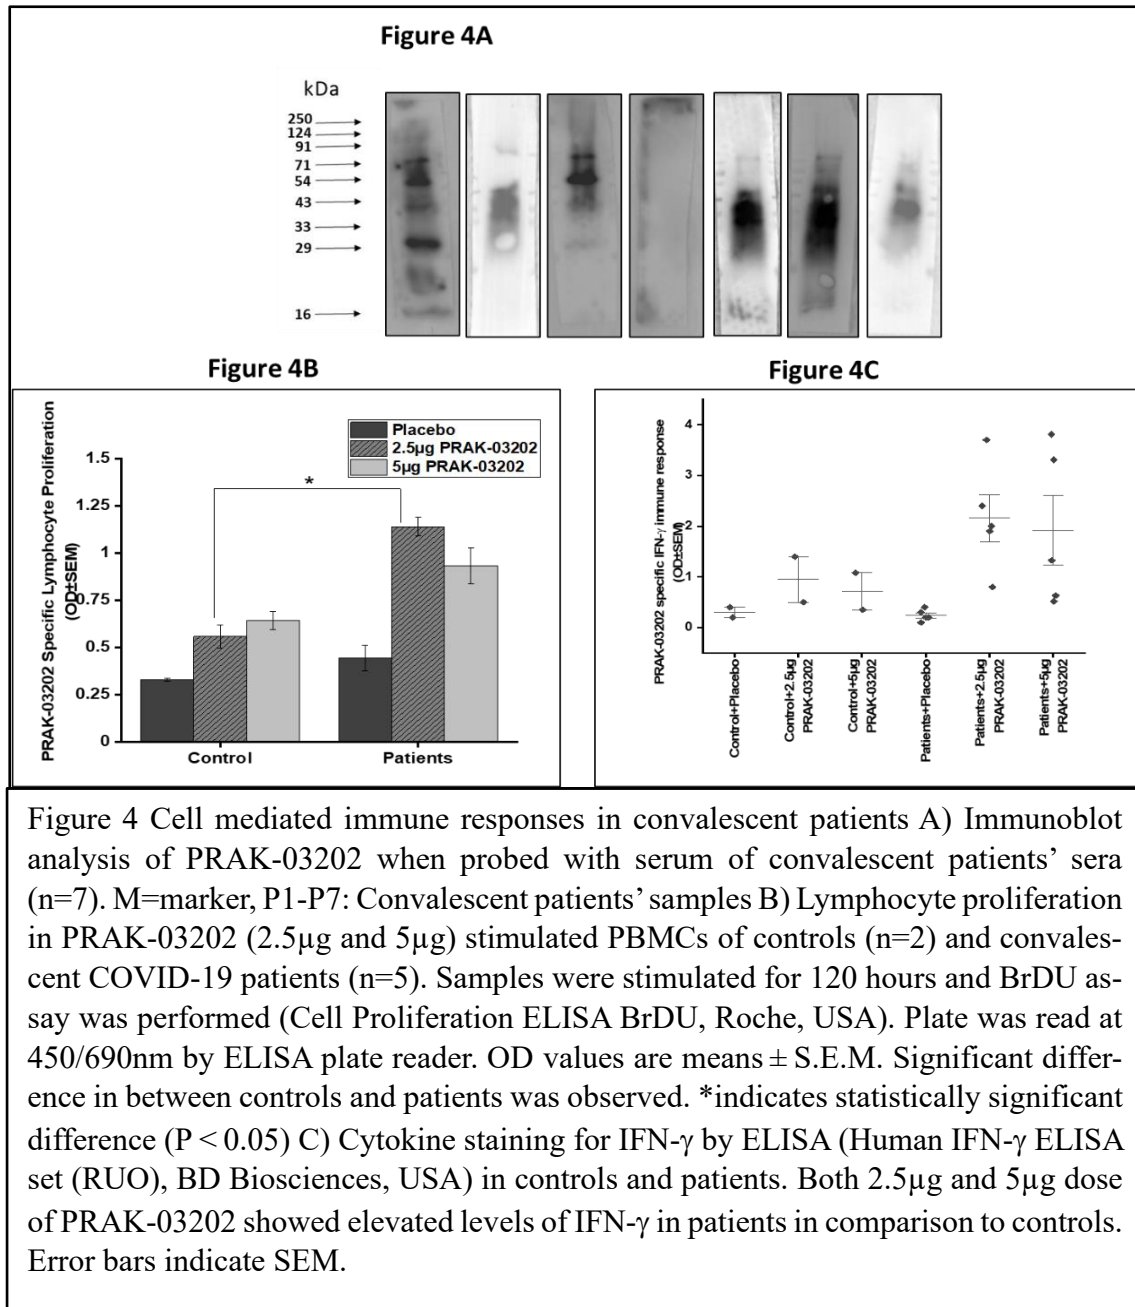 Figure 4A
kDa
250
124
91
71
54
43
33
29
16
Figure 4B
Figure 4C
PRAK-03202 Specific Lymphocyte Proliferation
(OD±SEM)
1.5
1.25
1
0.75
0.5
0.25
0
Placebo
2.5µg PRAK-03202
5µg PRAK-03202
*
Control
Patients
PRAK-03202 specific IFN-γ immune response
(OD±SEM)
4
3
2
1
0
Control+Placebo
Control+2.5µg
PRAK-03202
Control+5µg
PRAK-03202
Patients+Placebo
Patients+2.5µg
PRAK-03202
Patients+5µg
PRAK-03202
Figure 4 Cell mediated immune responses in convalescent patients A) Immunoblot
analysis of PRAK-03202 when probed with serum of convalescent patients’ sera
(n=7). M=marker, P1-P7: Convalescent patients’ samples B) Lymphocyte proliferation
in PRAK-03202 (2.5µg and 5µg) stimulated PBMCs of controls (n=2) and convales-
cent COVID-19 patients (n=5). Samples were stimulated for 120 hours and BrDU as-
say was performed (Cell Proliferation ELISA BrDU, Roche, USA). Plate was read at
450/690nm by ELISA plate reader. OD values are means ± S.E.M. Significant differ-
ence in between controls and patients was observed. *indicates statistically significant
difference (P < 0.05) C) Cytokine staining for IFN-γ by ELISA (Human IFN-γ ELISA
set (RUO), BD Biosciences, USA) in controls and patients. Both 2.5µg and 5µg dose
of PRAK-03202 showed elevated levels of IFN-γ in patients in comparison to controls.
Error bars indicate SEM.